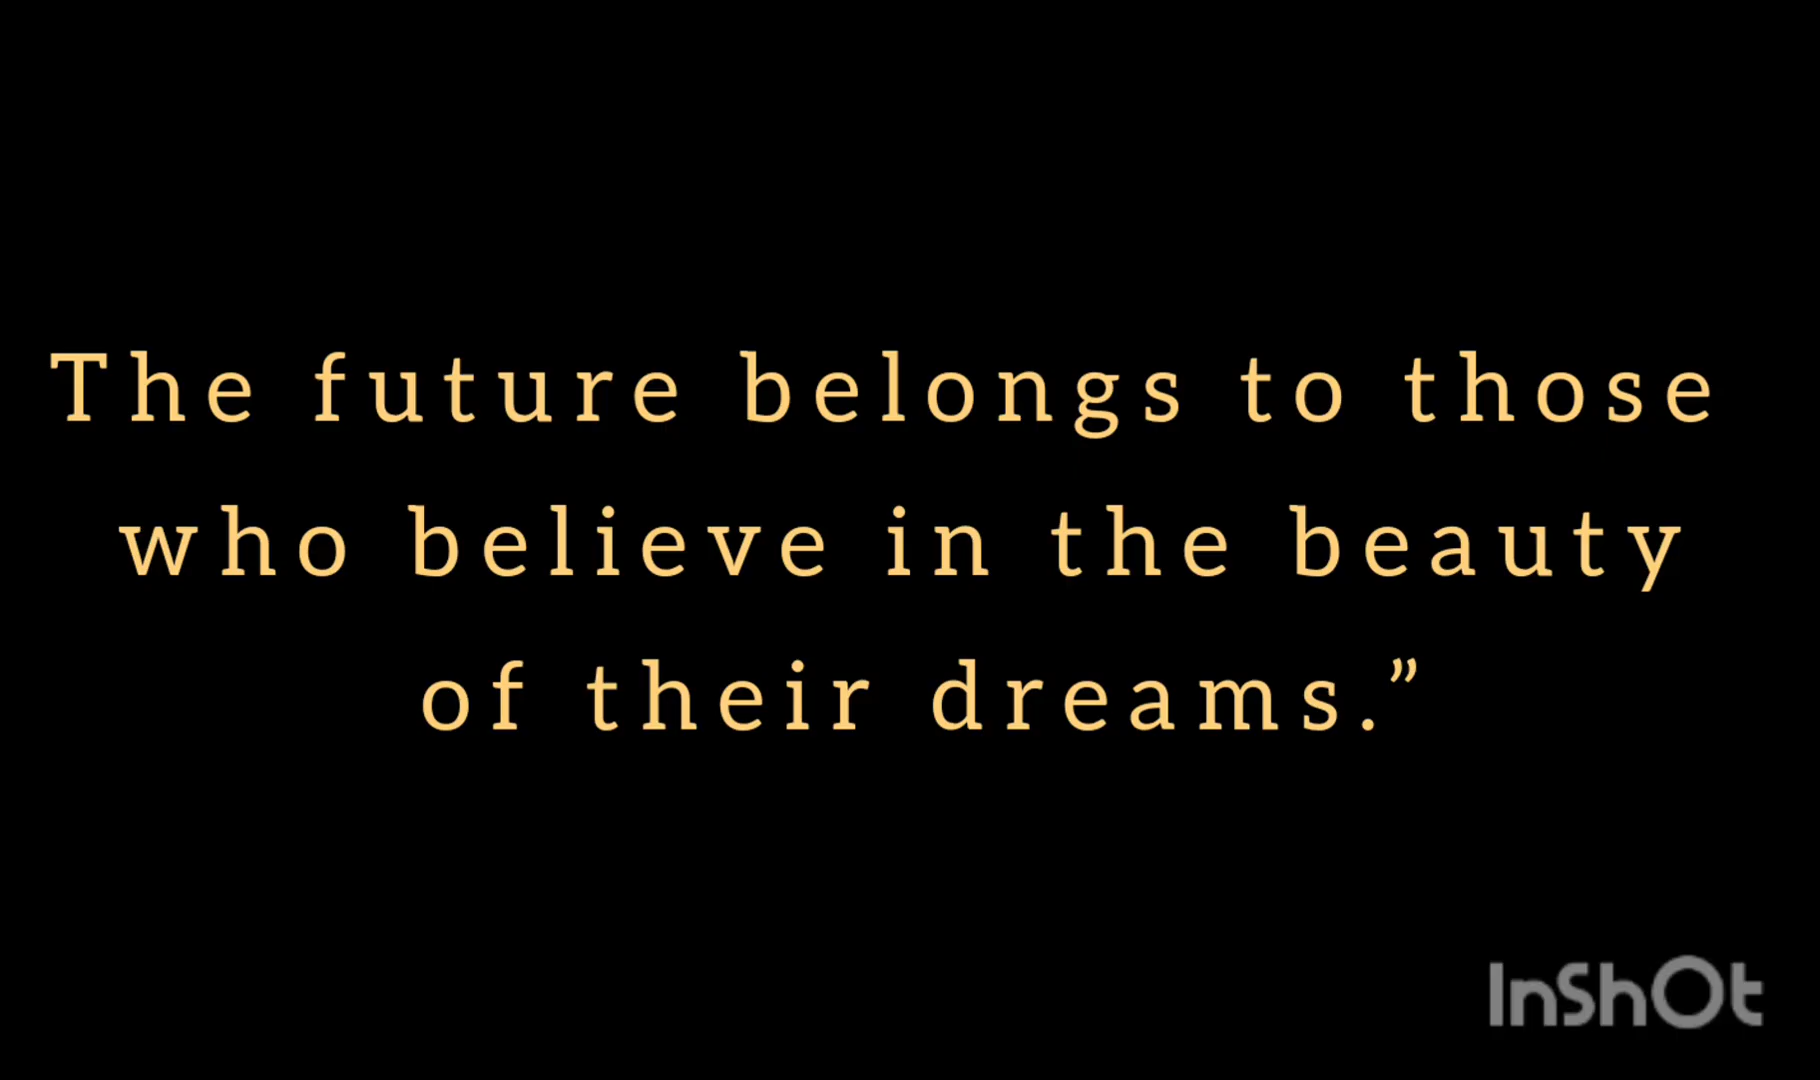 The future belongs to those
who believe in the beauty
of their dreams.”
InShOt